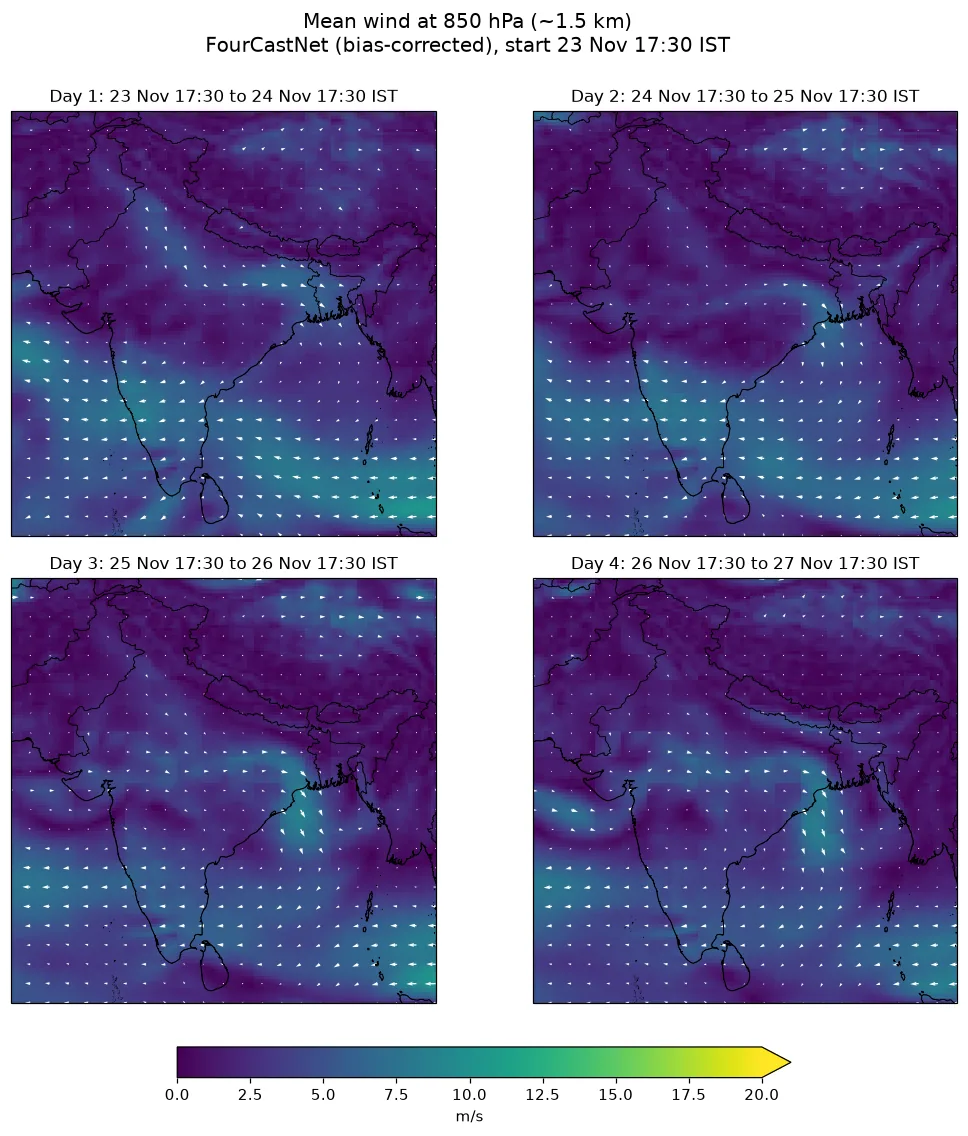 Mean wind at 850 hPa (~1.5 km)
FourCastNet (bias-corrected), start 23 Nov 17:30 IST
Day 1: 23 Nov 17:30 to 24 Nov 17:30 IST
Day 2: 24 Nov 17:30 to 25 Nov 17:30 IST
Day 3: 25 Nov 17:30 to 26 Nov 17:30 IST
Day 4: 26 Nov 17:30 to 27 Nov 17:30 IST
0.0 2.5 5.0 7.5 10.0 12.5 15.0 17.5 20.0
m/s